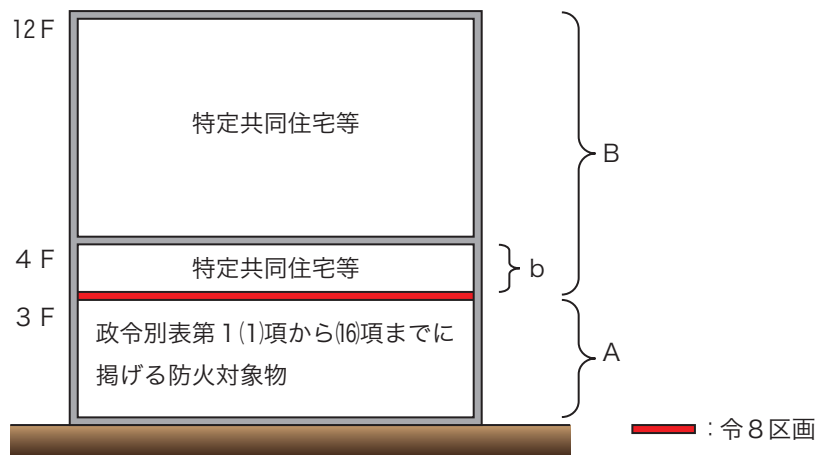 12F
特定共同住宅等
B
4F
特定共同住宅等
b
3F
政令別表第1⑴項から⒃項までに
掲げる防火対象物
A
：令8区画